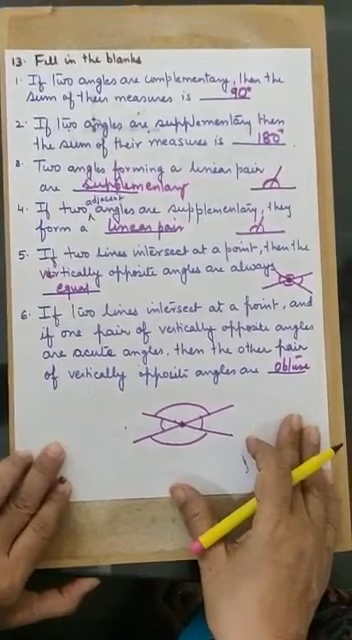 13. Fill in the blanks
1. If two angles are complementary, then the
sum of their measures is 90°
2. If two angles are supplementary then
the sum of their measures is 180°
3. Two angles forming a linear pair
are supplementary
4. If two adjacent angles are supplementary, they
form a linear pair
5. If two lines intersect at a point, then the
vertically opposite angles are always
equal
6. If two lines intersect at a point, and
if one pair of vertically opposite angles
are acute angles, then the other pair
of vertically opposite angles are obtuse